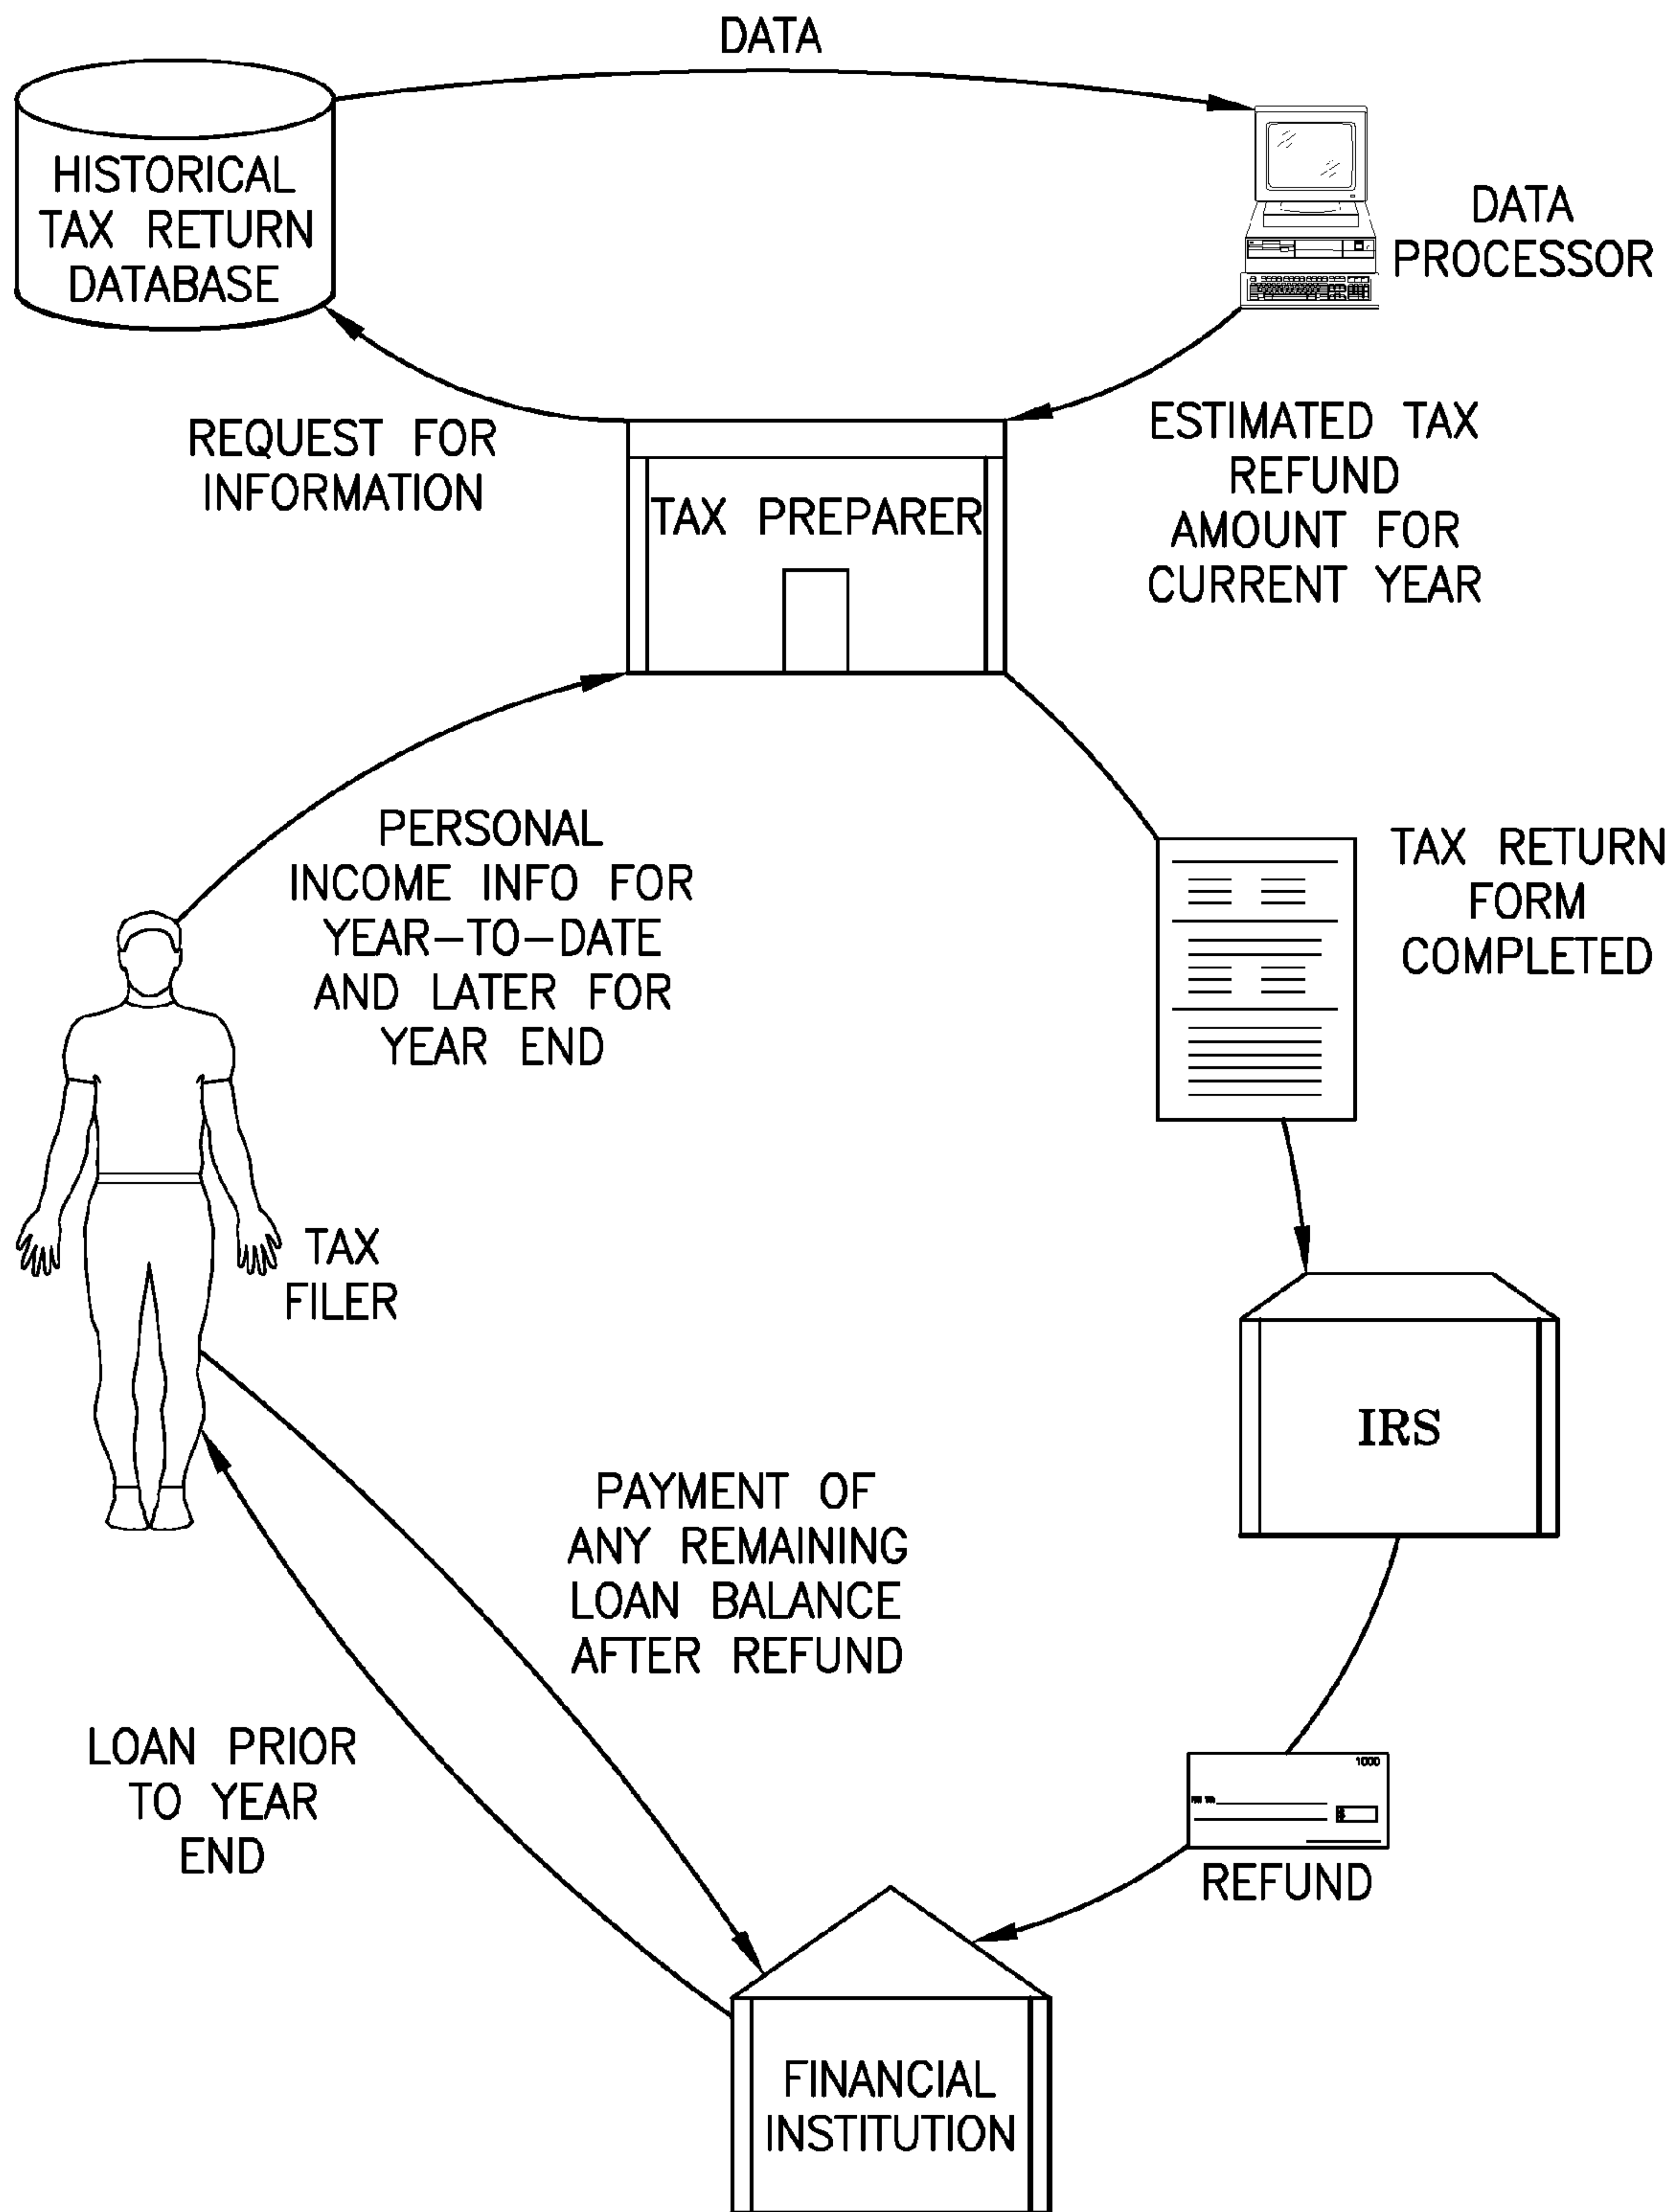 DATA
HISTORICAL
TAX RETURN
DATABASE
DATA
PROCESSOR
REQUEST FOR
INFORMATION
ESTIMATED TAX
REFUND
AMOUNT FOR
CURRENT YEAR
TAX PREPARER
PERSONAL
INCOME INFO FOR
YEAR-TO-DATE
AND LATER FOR
YEAR END
TAX RETURN
FORM
COMPLETED
TAX
FILER
IRS
PAYMENT OF
ANY REMAINING
LOAN BALANCE
AFTER REFUND
LOAN PRIOR
TO YEAR
END
1000
$
REFUND
FINANCIAL
INSTITUTION